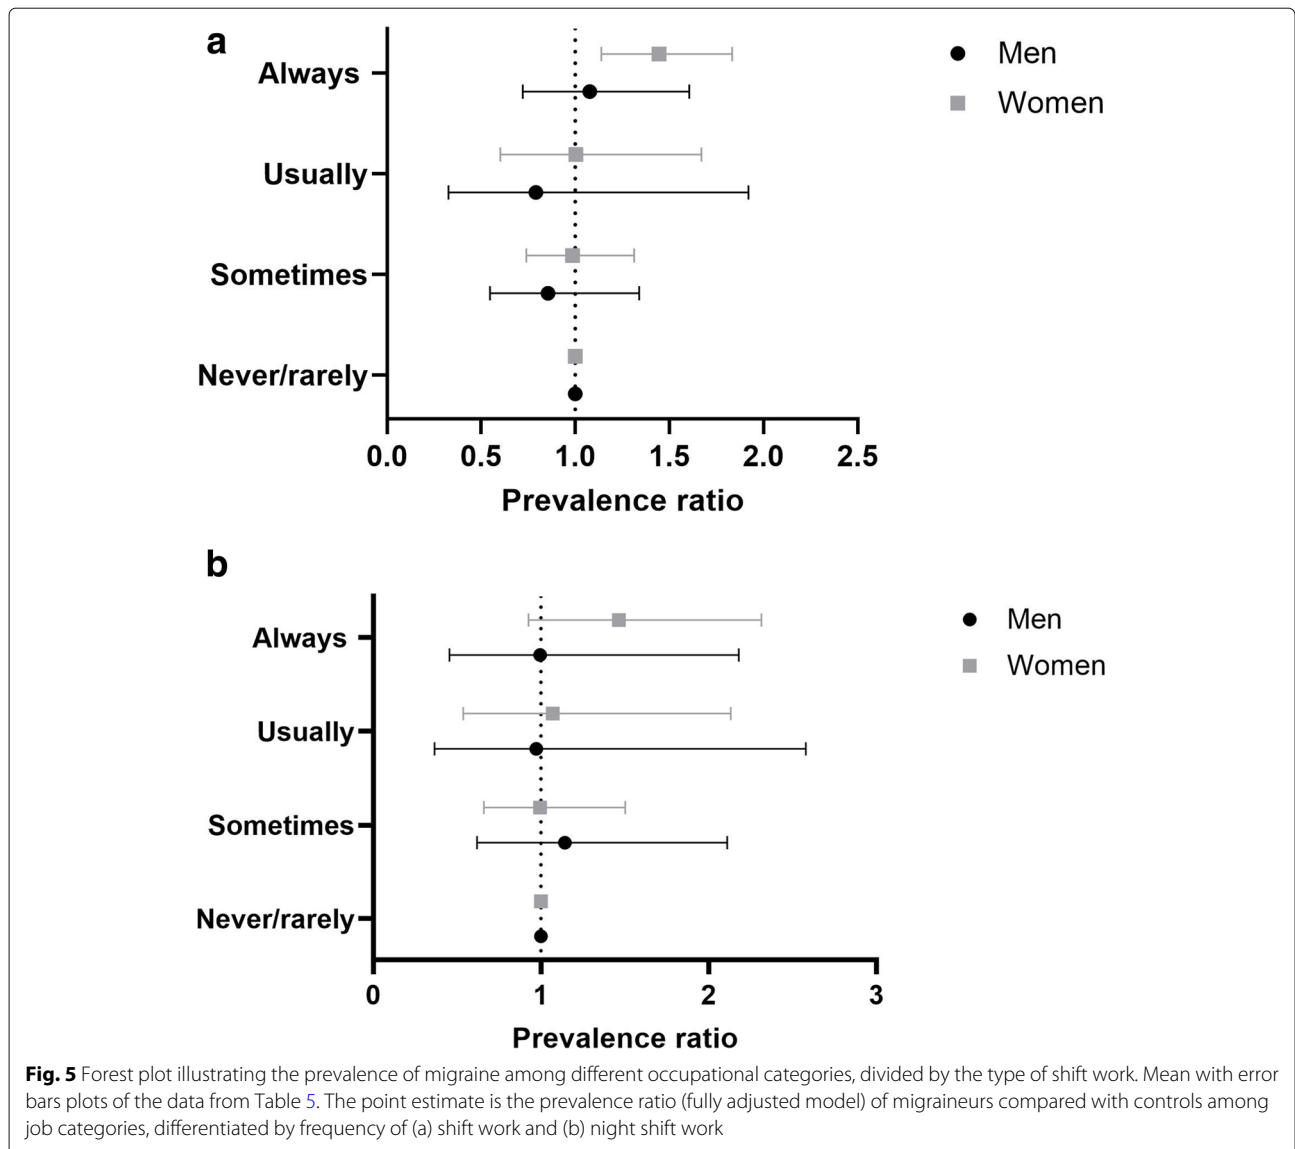 a
Always
Usually
Sometimes
Never/rarely
Men
Women
0.0 0.5 1.0 1.5 2.0 2.5
Prevalence ratio
b
Always
Usually
Sometimes
Never/rarely
Men
Women
0 1 2 3
Prevalence ratio
Fig. 5 Forest plot illustrating the prevalence of migraine among different occupational categories, divided by the type of shift work. Mean with error
bars plots of the data from Table 5. The point estimate is the prevalence ratio (fully adjusted model) of migraineurs compared with controls among
job categories, differentiated by frequency of (a) shift work and (b) night shift work